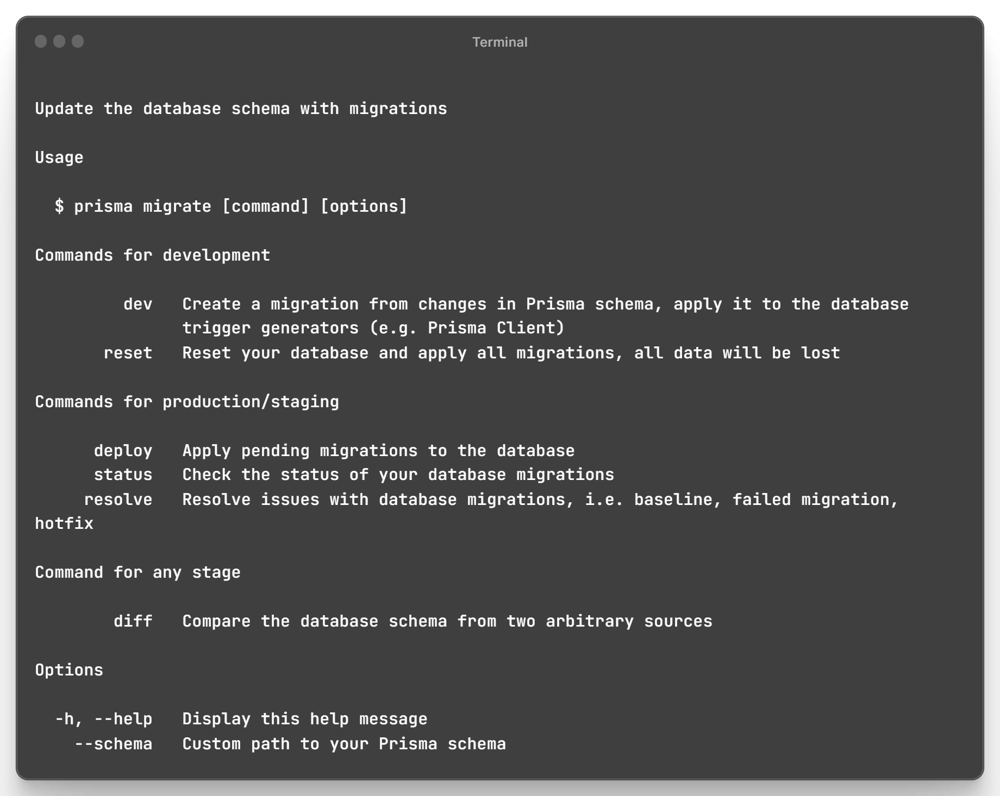 Terminal
Update the database schema with migrations
Usage
$ prisma migrate [command] [options]
Commands for development
dev   Create a migration from changes in Prisma schema, apply it to the database
trigger generators (e.g. Prisma Client)
reset   Reset your database and apply all migrations, all data will be lost
Commands for production/staging
deploy   Apply pending migrations to the database
status   Check the status of your database migrations
resolve   Resolve issues with database migrations, i.e. baseline, failed migration,
hotfix
Command for any stage
diff   Compare the database schema from two arbitrary sources
Options
-h, --help   Display this help message
--schema   Custom path to your Prisma schema